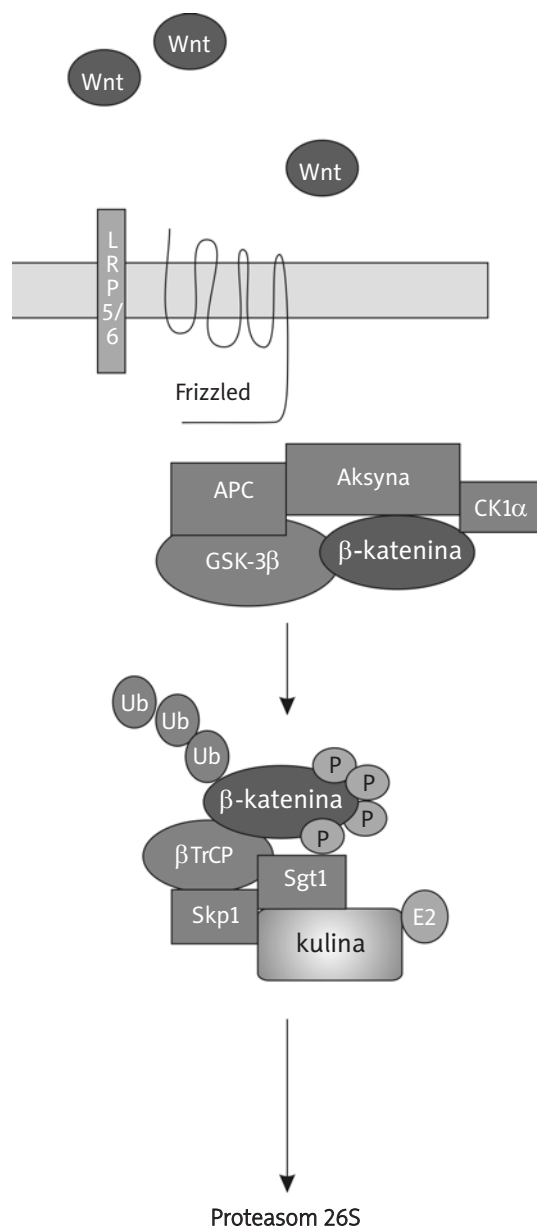 Wnt
Wnt
Wnt
L
R
P
5/
6
Frizzled
APC
Aksyna
CK1α
GSK-3β
β-katenina
Ub
Ub
Ub
P
P
P
P
β-katenina
βTrCP
Sgt1
Skp1
E2
kulina
Proteasom 26S